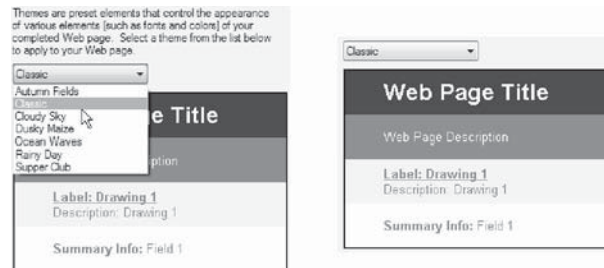 Themes are preset elements that control the appearance
of various elements (such as fonts and colors) of your
completed Web page. Select a theme from the list below
to apply to your Web page.
Classic
Autumn Fields
Classic
Cloudy Sky
Dusky Maize
Ocean Waves
Rainy Day
Supper Club
e Title
ption
Label: Drawing 1
Description: Drawing 1
Summary Info: Field 1
Classic
Web Page Title
Web Page Description
Label: Drawing 1
Description: Drawing 1
Summary Info: Field 1